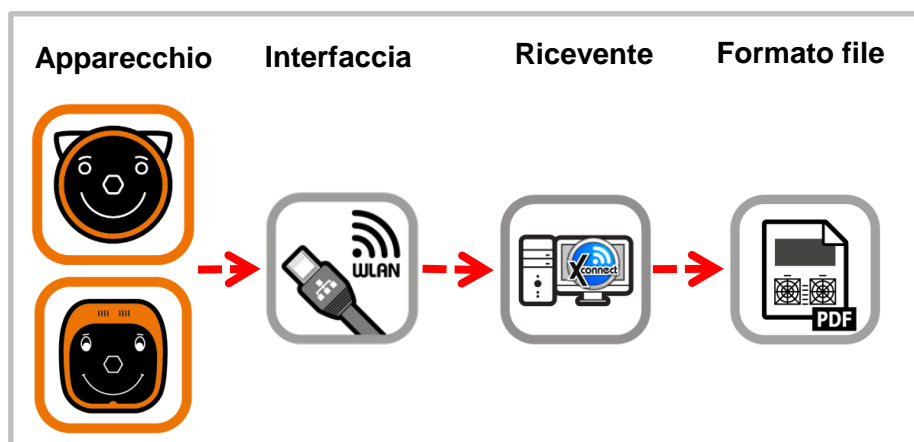 Apparecchio Interfaccia Ricevente Formato file
WLAN
Xconnect
PDF